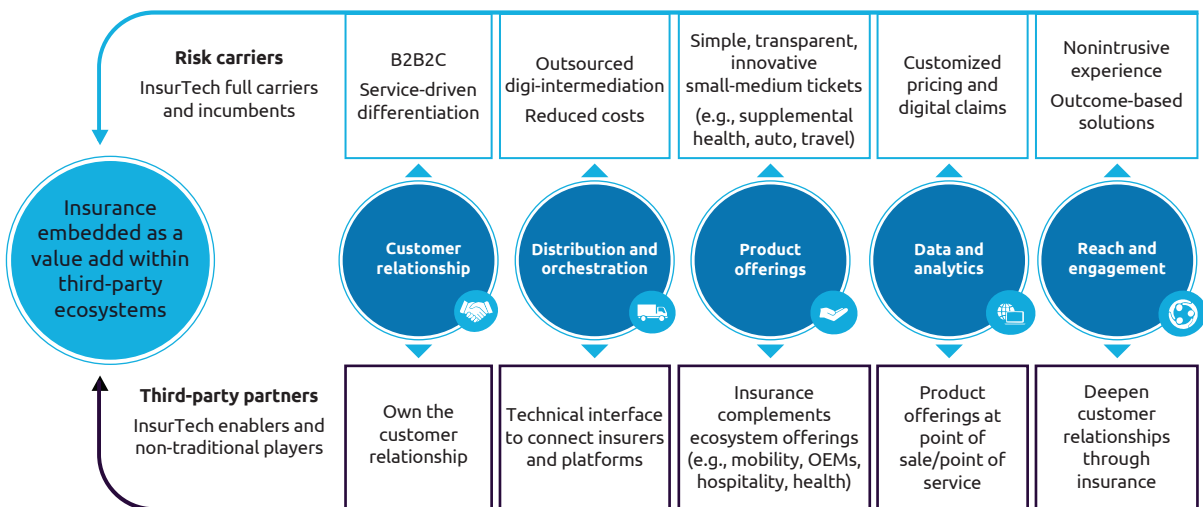 Risk carriers
InsurTech full carriers
and incumbents
B2B2C
Service-driven
differentiation
Outsourced
digi-intermediation
Reduced costs
Simple, transparent,
innovative
small-medium tickets
(e.g., supplemental
health, auto, travel)
Customized
pricing and
digital claims
Nonintrusive
experience
Outcome-based
solutions
Insurance
embedded as a
value add within
third-party
ecosystems
Customer
relationship
Distribution and
orchestration
Product
offerings
Data and
analytics
Reach and
engagement
Third-party partners
InsurTech enablers and
non-traditional players
Own the
customer
relationship
Technical interface
to connect insurers
and platforms
Insurance
complements
ecosystem offerings
(e.g., mobility, OEMs,
hospitality, health)
Product
offerings at
point of
sale/point of
service
Deepen
customer
relationships
through
insurance